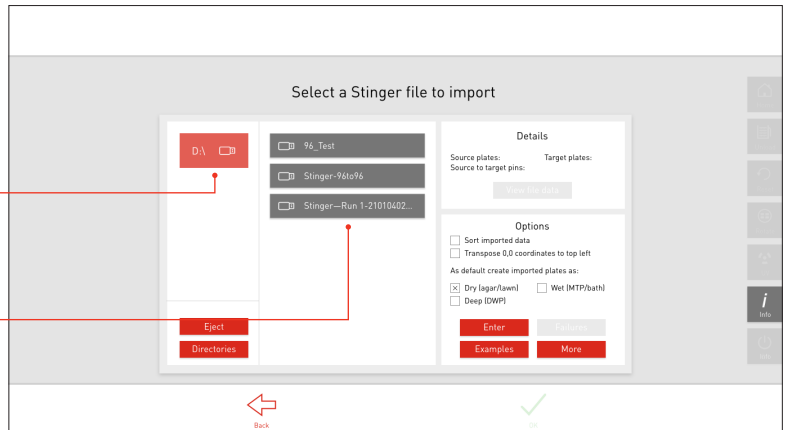 Select a Stinger file to import
D:\
Eject
Directories
96_Test
Stinger-96to96
Stinger—Run 1-21010402...
Details
Source plates: Target plates:
Source to target pins:
View file data
Options
Sort imported data
Transpose 0,0 coordinates to top left
As default create imported plates as:
Dry (agar/lawn) Wet (MTP/bath)
Deep (DWP)
Enter Failures
Examples More
i
Info
Back
OK